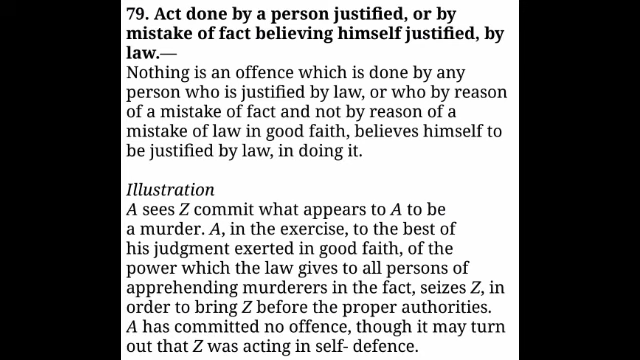 79. Act done by a person justified, or by
mistake of fact believing himself justified, by
law.—
Nothing is an offence which is done by any
person who is justified by law, or who by reason
of a mistake of fact and not by reason of a
mistake of law in good faith, believes himself to
be justified by law, in doing it.
Illustration
A sees Z commit what appears to A to be
a murder. A, in the exercise, to the best of
his judgment exerted in good faith, of the
power which the law gives to all persons of
apprehending murderers in the fact, seizes Z, in
order to bring Z before the proper authorities.
A has committed no offence, though it may turn
out that Z was acting in self- defence.